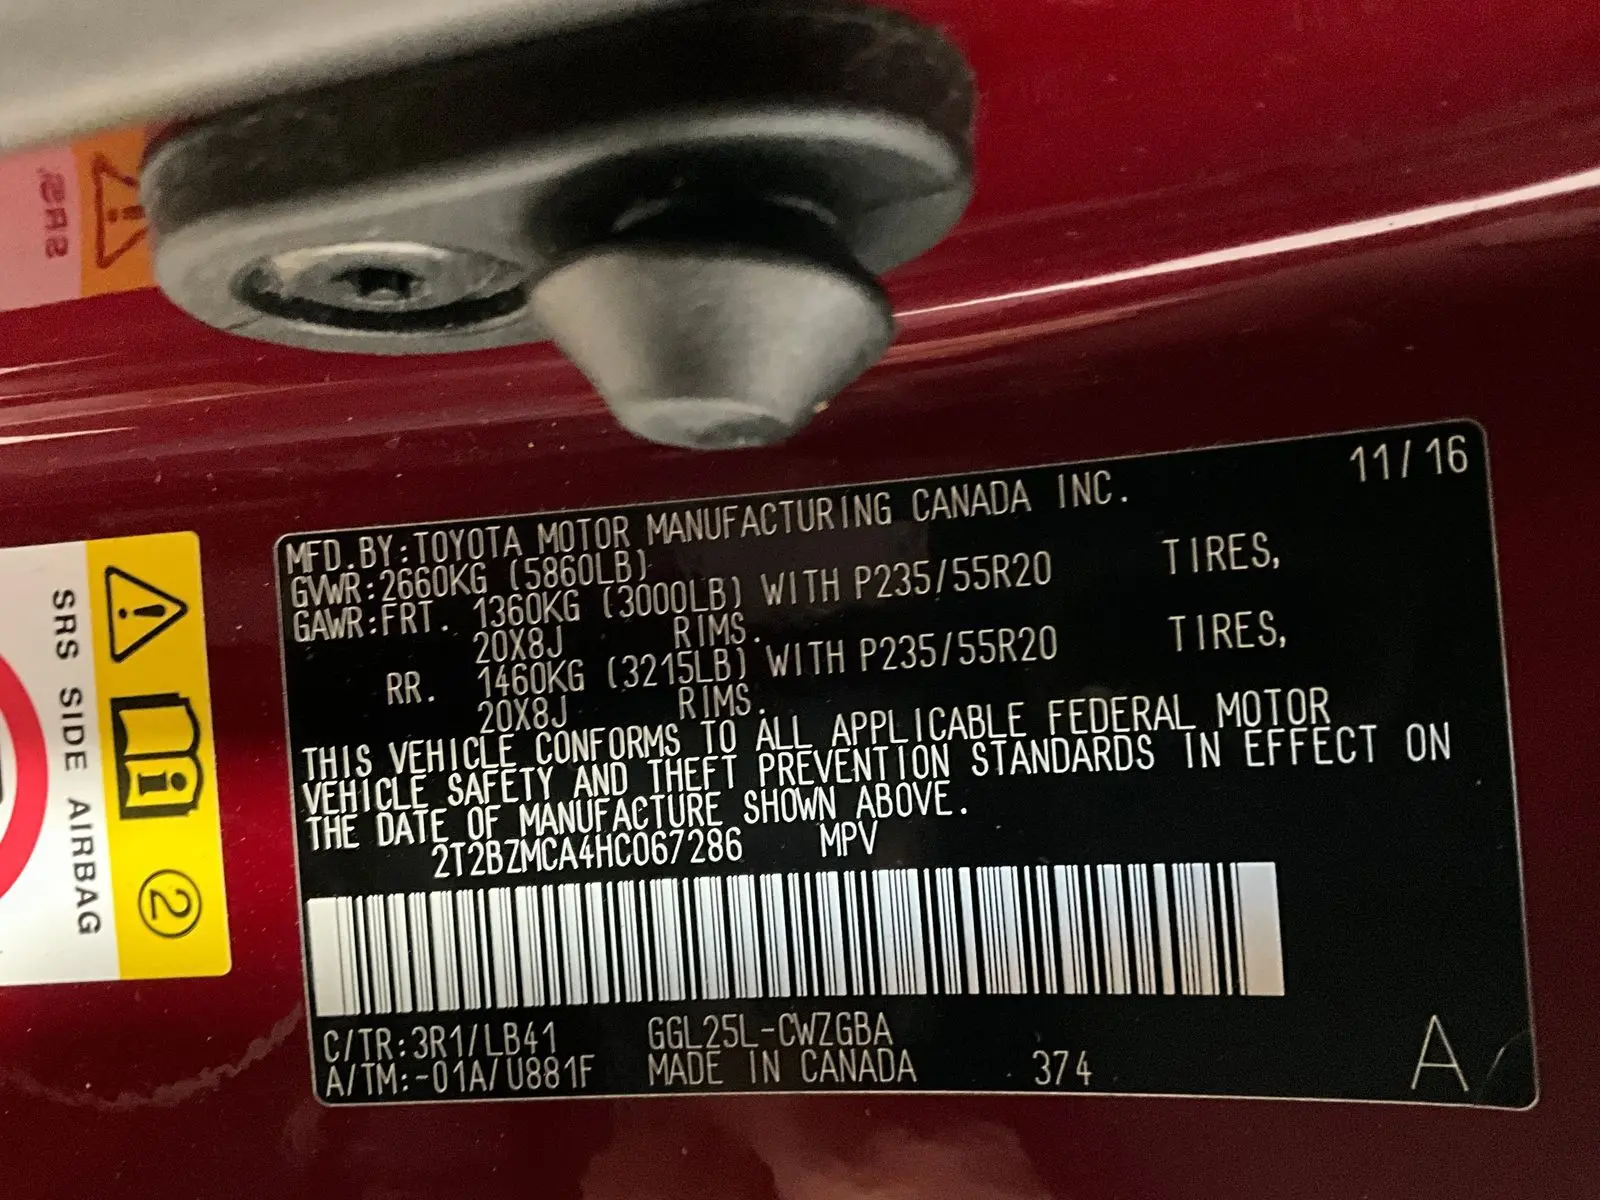 MFD.BY:TOYOTA MOTOR MANUFACTURING CANADA INC. 11/16
GVWR:2660KG (5860LB)
GAWR:FRT. 1360KG (3000LB) WITH P235/55R20 TIRES,
20X8J RIMS.
RR. 1460KG (3215LB) WITH P235/55R20 TIRES,
20X8J RIMS.
THIS VEHICLE CONFORMS TO ALL APPLICABLE FEDERAL MOTOR
VEHICLE SAFETY AND THEFT PREVENTION STANDARDS IN EFFECT ON
THE DATE OF MANUFACTURE SHOWN ABOVE.
2T2BZMCA4HC067286 MPV
C/TR:3R1/LB41 GGL25L-CWZGBA
A/TM:-01A/U881F MADE IN CANADA 374 A
SRS SIDE AIRBAG
2